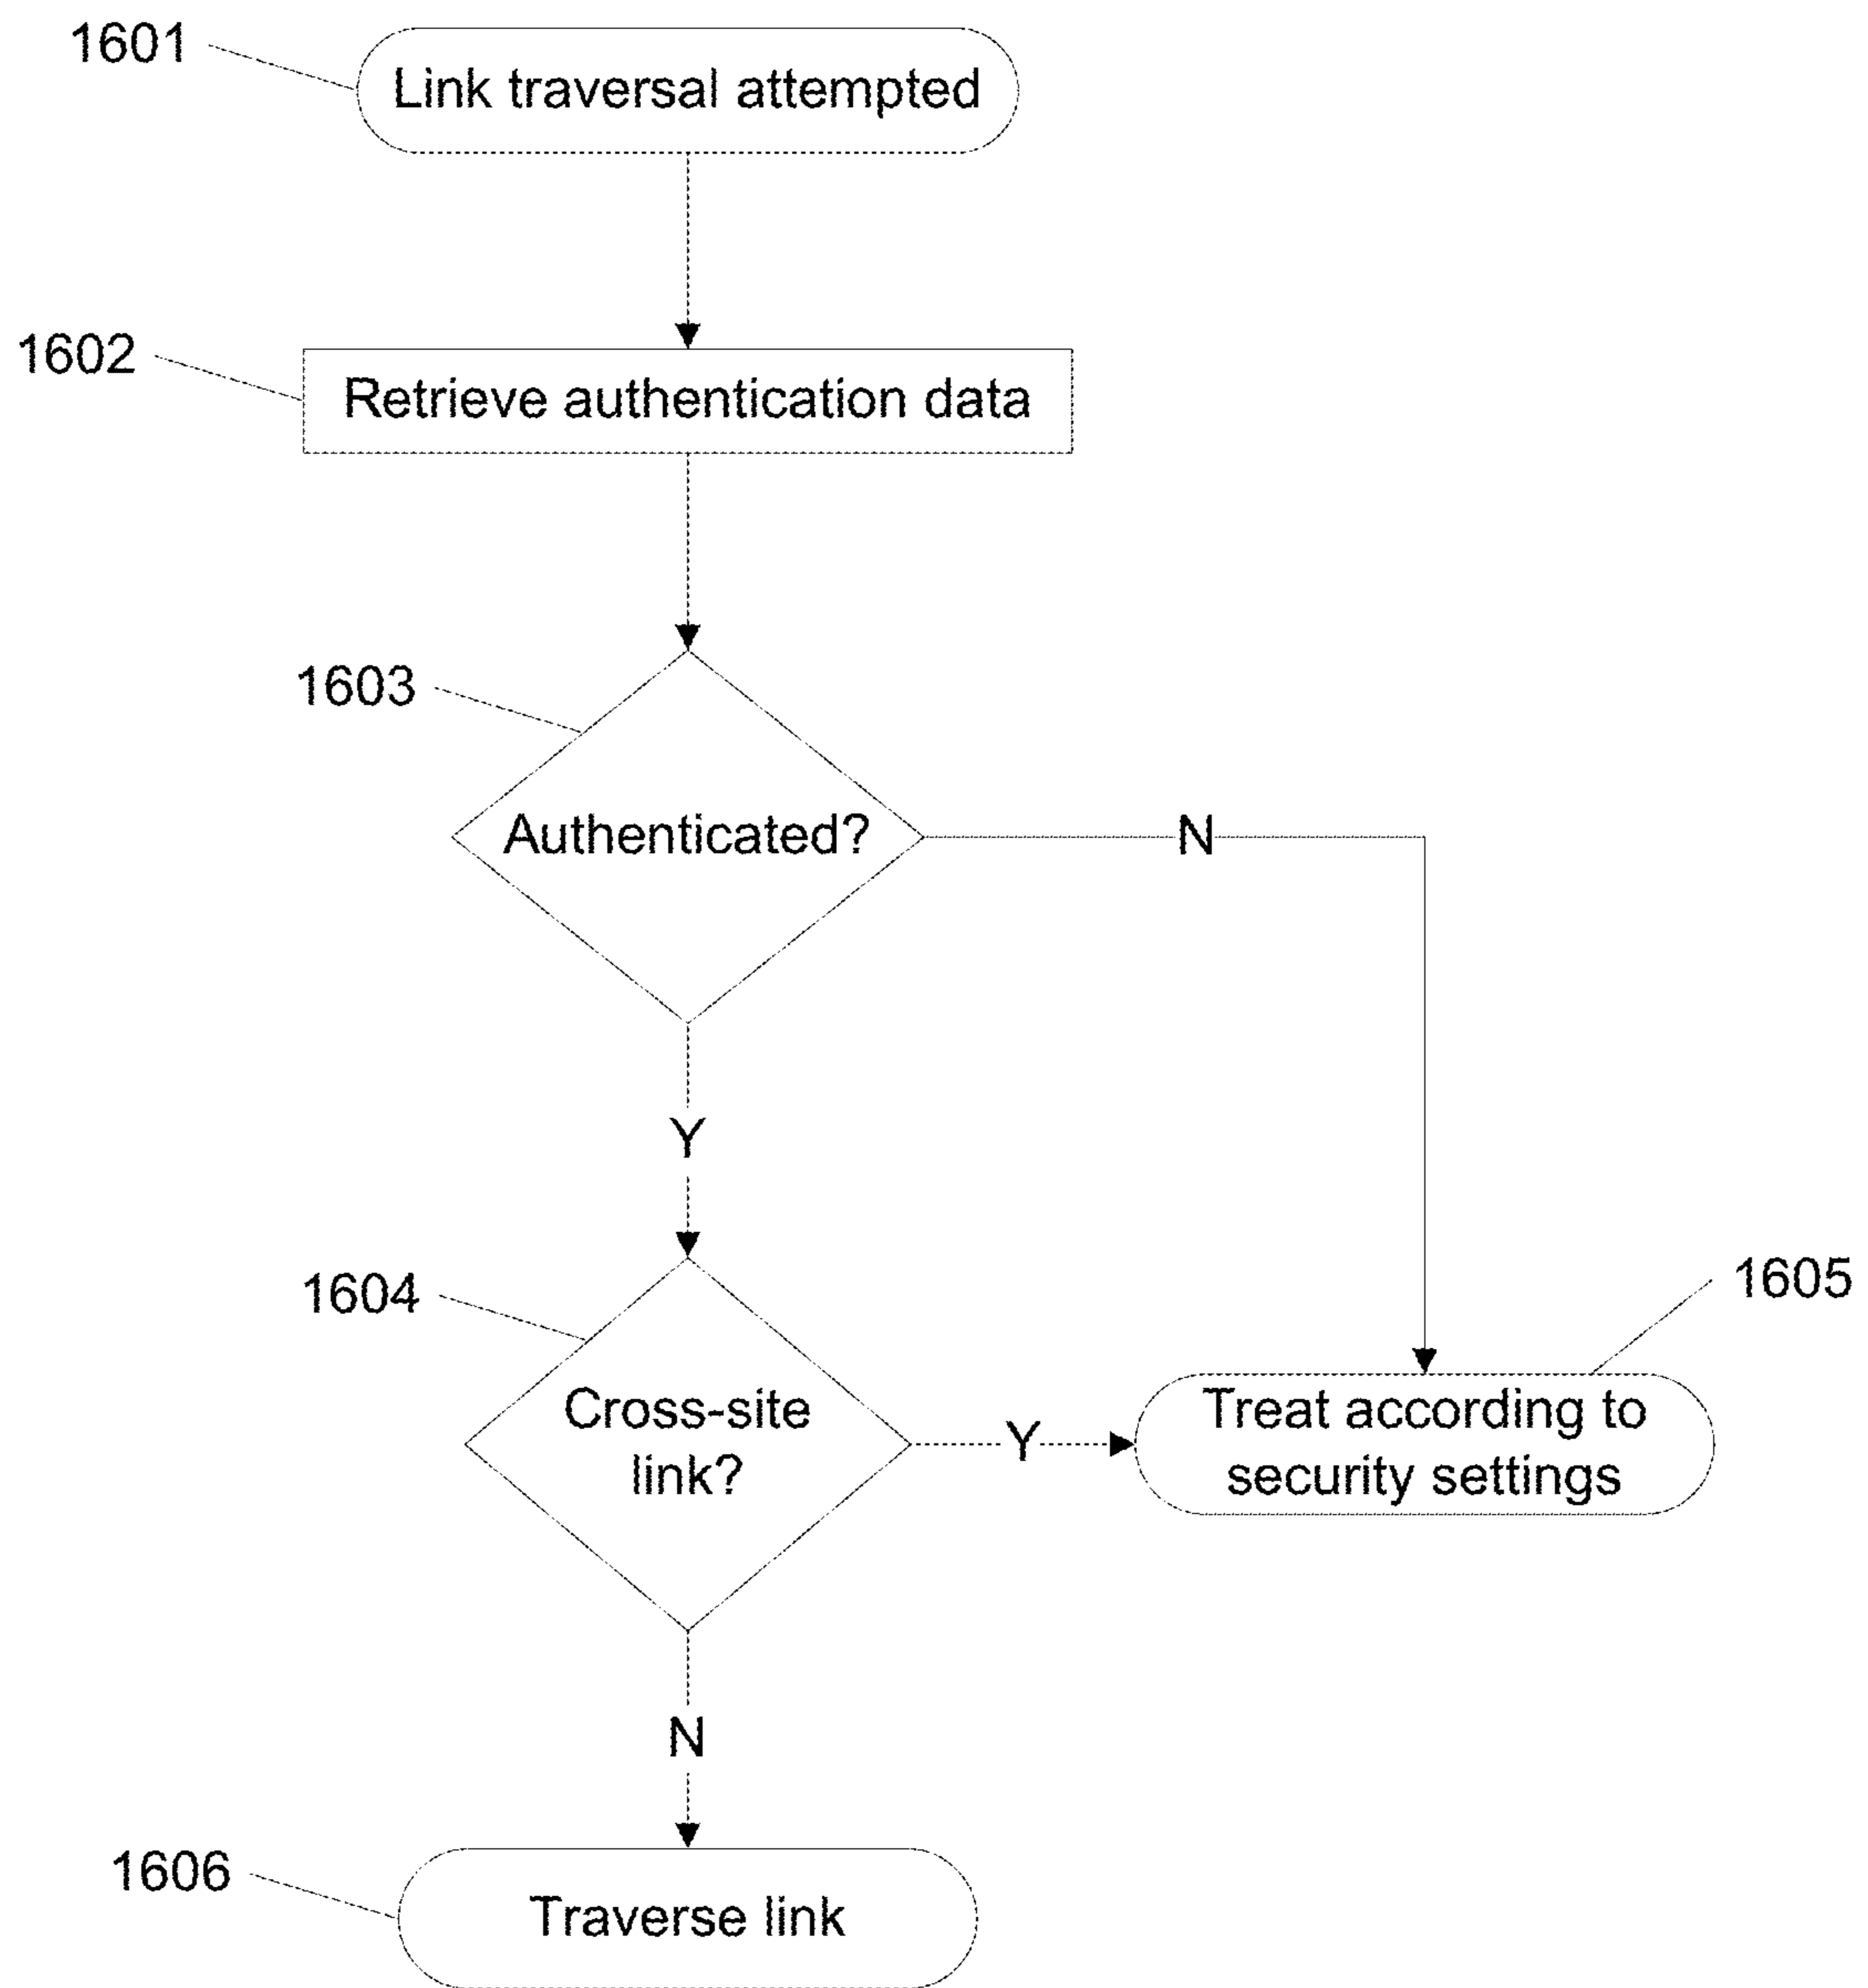 1601
Link traversal attempted
1602
Retrieve authentication data
1603
Authenticated?
N
Y
1604
Cross-site
link?
Y
1605
Treat according to
security settings
N
1606
Traverse link